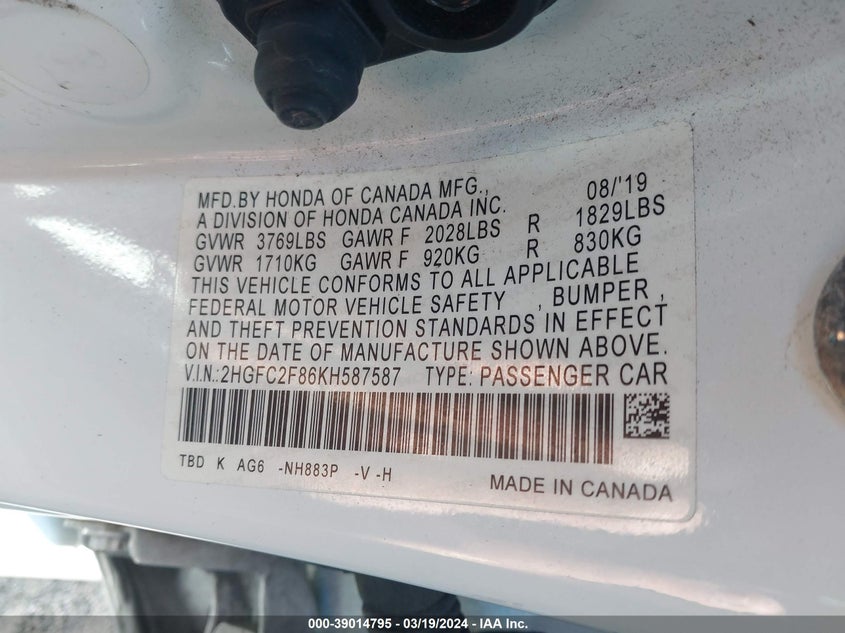 MFD.BY HONDA OF CANADA MFG., 08/'19
A DIVISION OF HONDA CANADA INC.
GVWR 3769LBS GAWR F 2028LBS R 1829LBS
GVWR 1710KG GAWR F 920KG R 830KG
THIS VEHICLE CONFORMS TO ALL APPLICABLE
FEDERAL MOTOR VEHICLE SAFETY , BUMPER ,
AND THEFT PREVENTION STANDARDS IN EFFECT
ON THE DATE OF MANUFACTURE SHOWN ABOVE.
V.I.N.:2HGFC2F86KH587587 TYPE: PASSENGER CAR
TBD K AG6 -NH883P -V -H
MADE IN CANADA
000-39014795 - 03/19/2024 - IAA Inc.